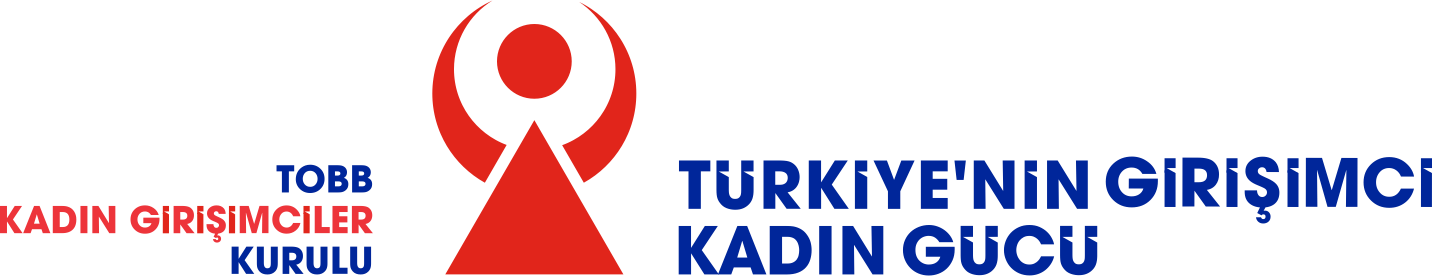 TOBB
KADIN GİRİŞİMCİLER
KURULU
TÜRKİYE'NİN GİRİŞİMCİ
KADIN GÜCÜ